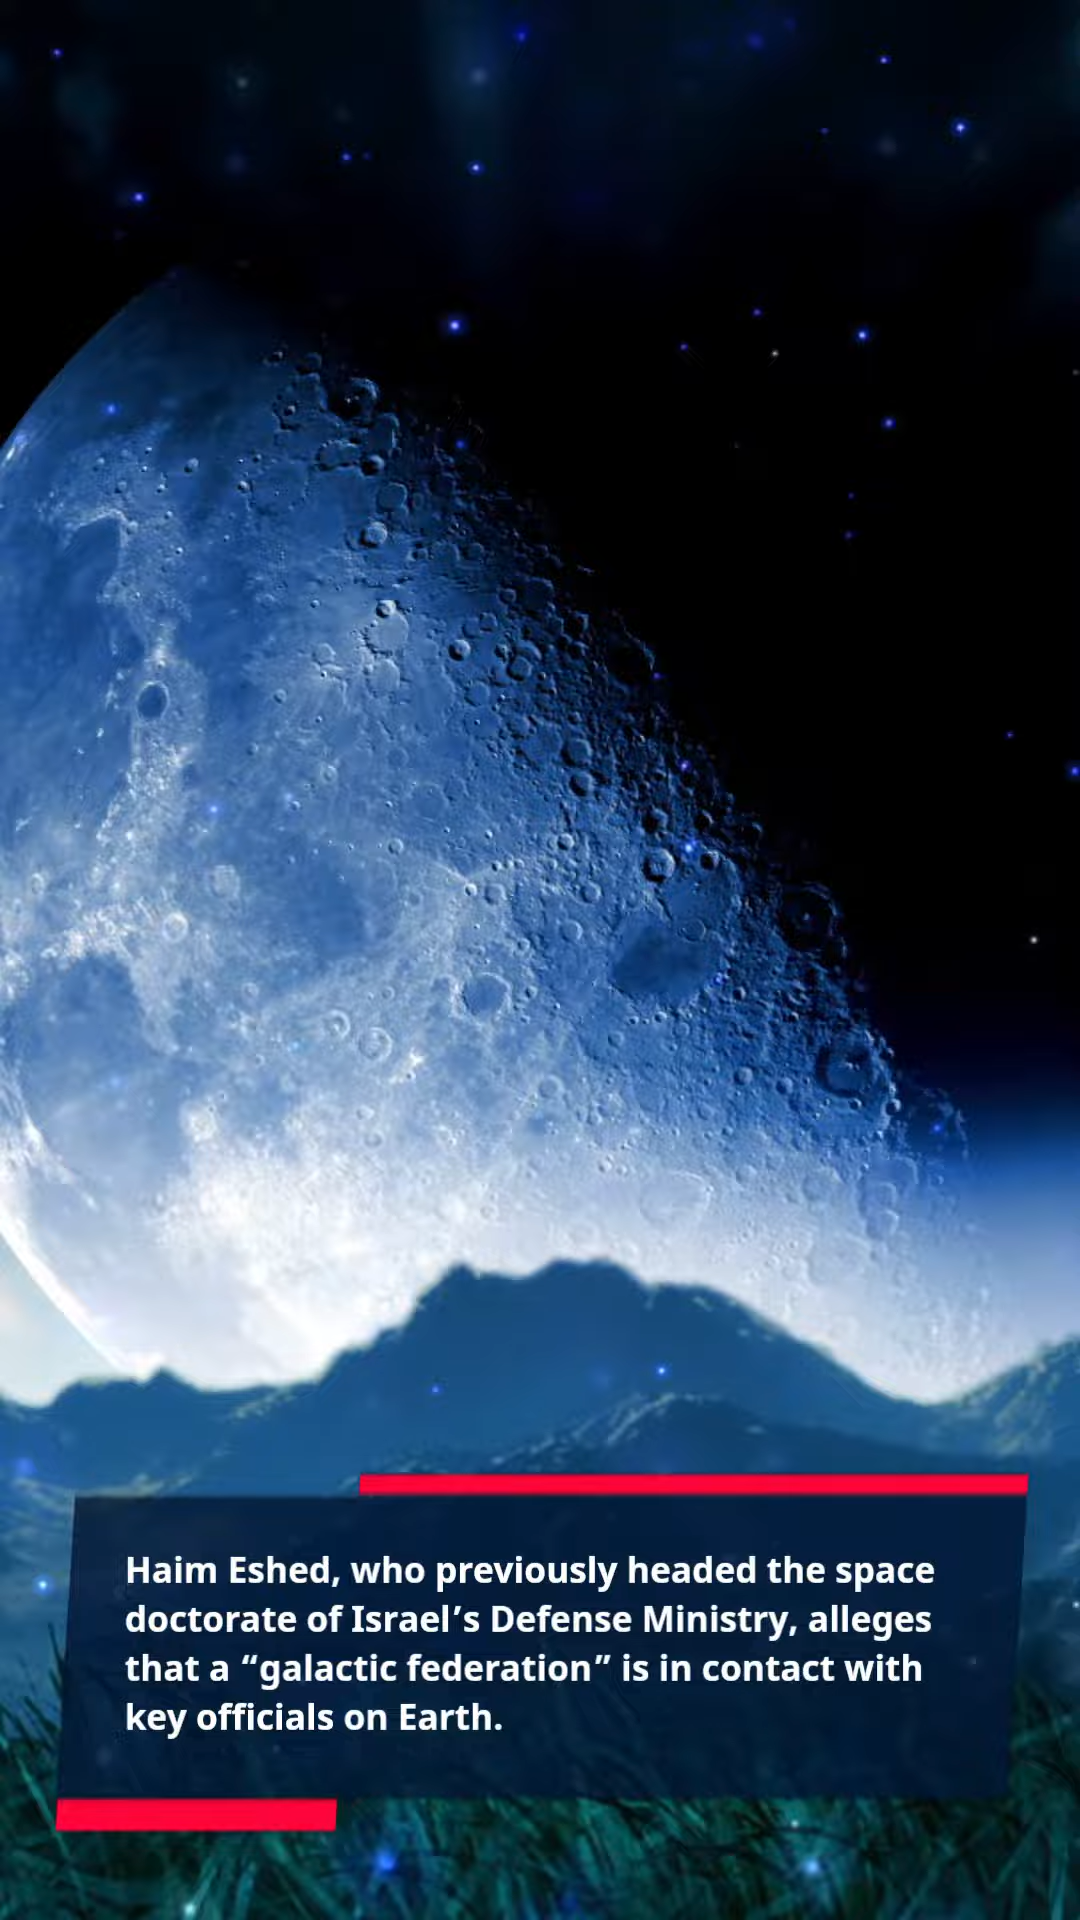 Haim Eshed, who previously headed the space
doctorate of Israel’s Defense Ministry, alleges
that a “galactic federation” is in contact with
key officials on Earth.